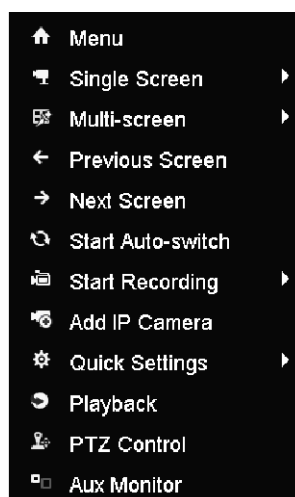 Menu
Single Screen
Multi-screen
Previous Screen
Next Screen
Start Auto-switch
Start Recording
Add IP Camera
Quick Settings
Playback
PTZ Control
Aux Monitor